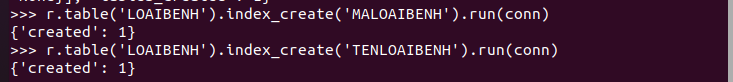 >>> r.table('LOAIBENH').index_create('MALOAIBENH').run(conn)
{'created': 1}
>>> r.table('LOAIBENH').index_create('TENLOAIBENH').run(conn)
{'created': 1}